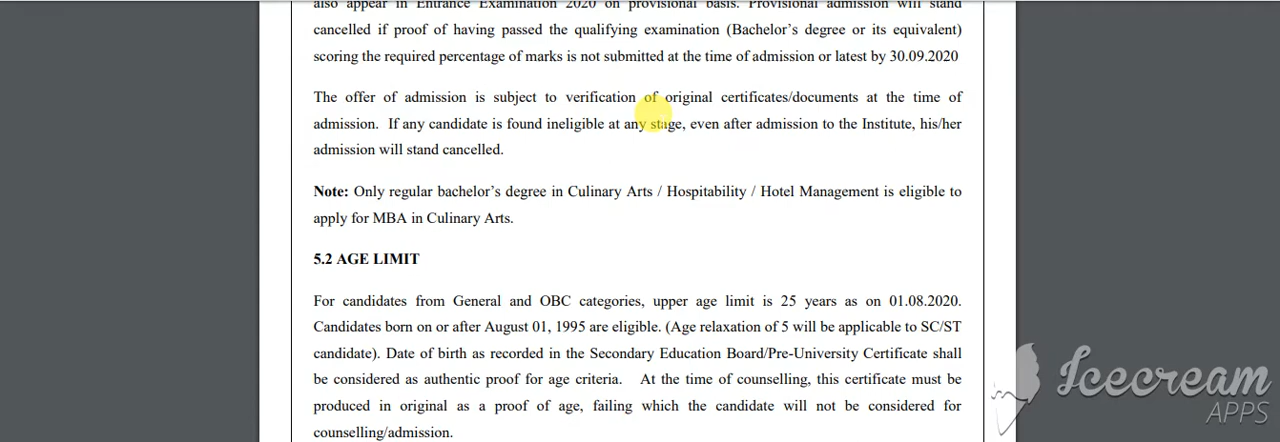 also appear in Entrance Examination 2020 on provisional basis. Provisional admission will stand
cancelled if proof of having passed the qualifying examination (Bachelor’s degree or its equivalent)
scoring the required percentage of marks is not submitted at the time of admission or latest by 30.09.2020
The offer of admission is subject to verification of original certificates/documents at the time of
admission. If any candidate is found ineligible at any stage, even after admission to the Institute, his/her
admission will stand cancelled.
Note: Only regular bachelor’s degree in Culinary Arts / Hospitability / Hotel Management is eligible to
apply for MBA in Culinary Arts.
5.2 AGE LIMIT
For candidates from General and OBC categories, upper age limit is 25 years as on 01.08.2020.
Candidates born on or after August 01, 1995 are eligible. (Age relaxation of 5 will be applicable to SC/ST
candidate). Date of birth as recorded in the Secondary Education Board/Pre-University Certificate shall
be considered as authentic proof for age criteria. At the time of counselling, this certificate must be
produced in original as a proof of age, failing which the candidate will not be considered for
counselling/admission.
Icecream
APPS